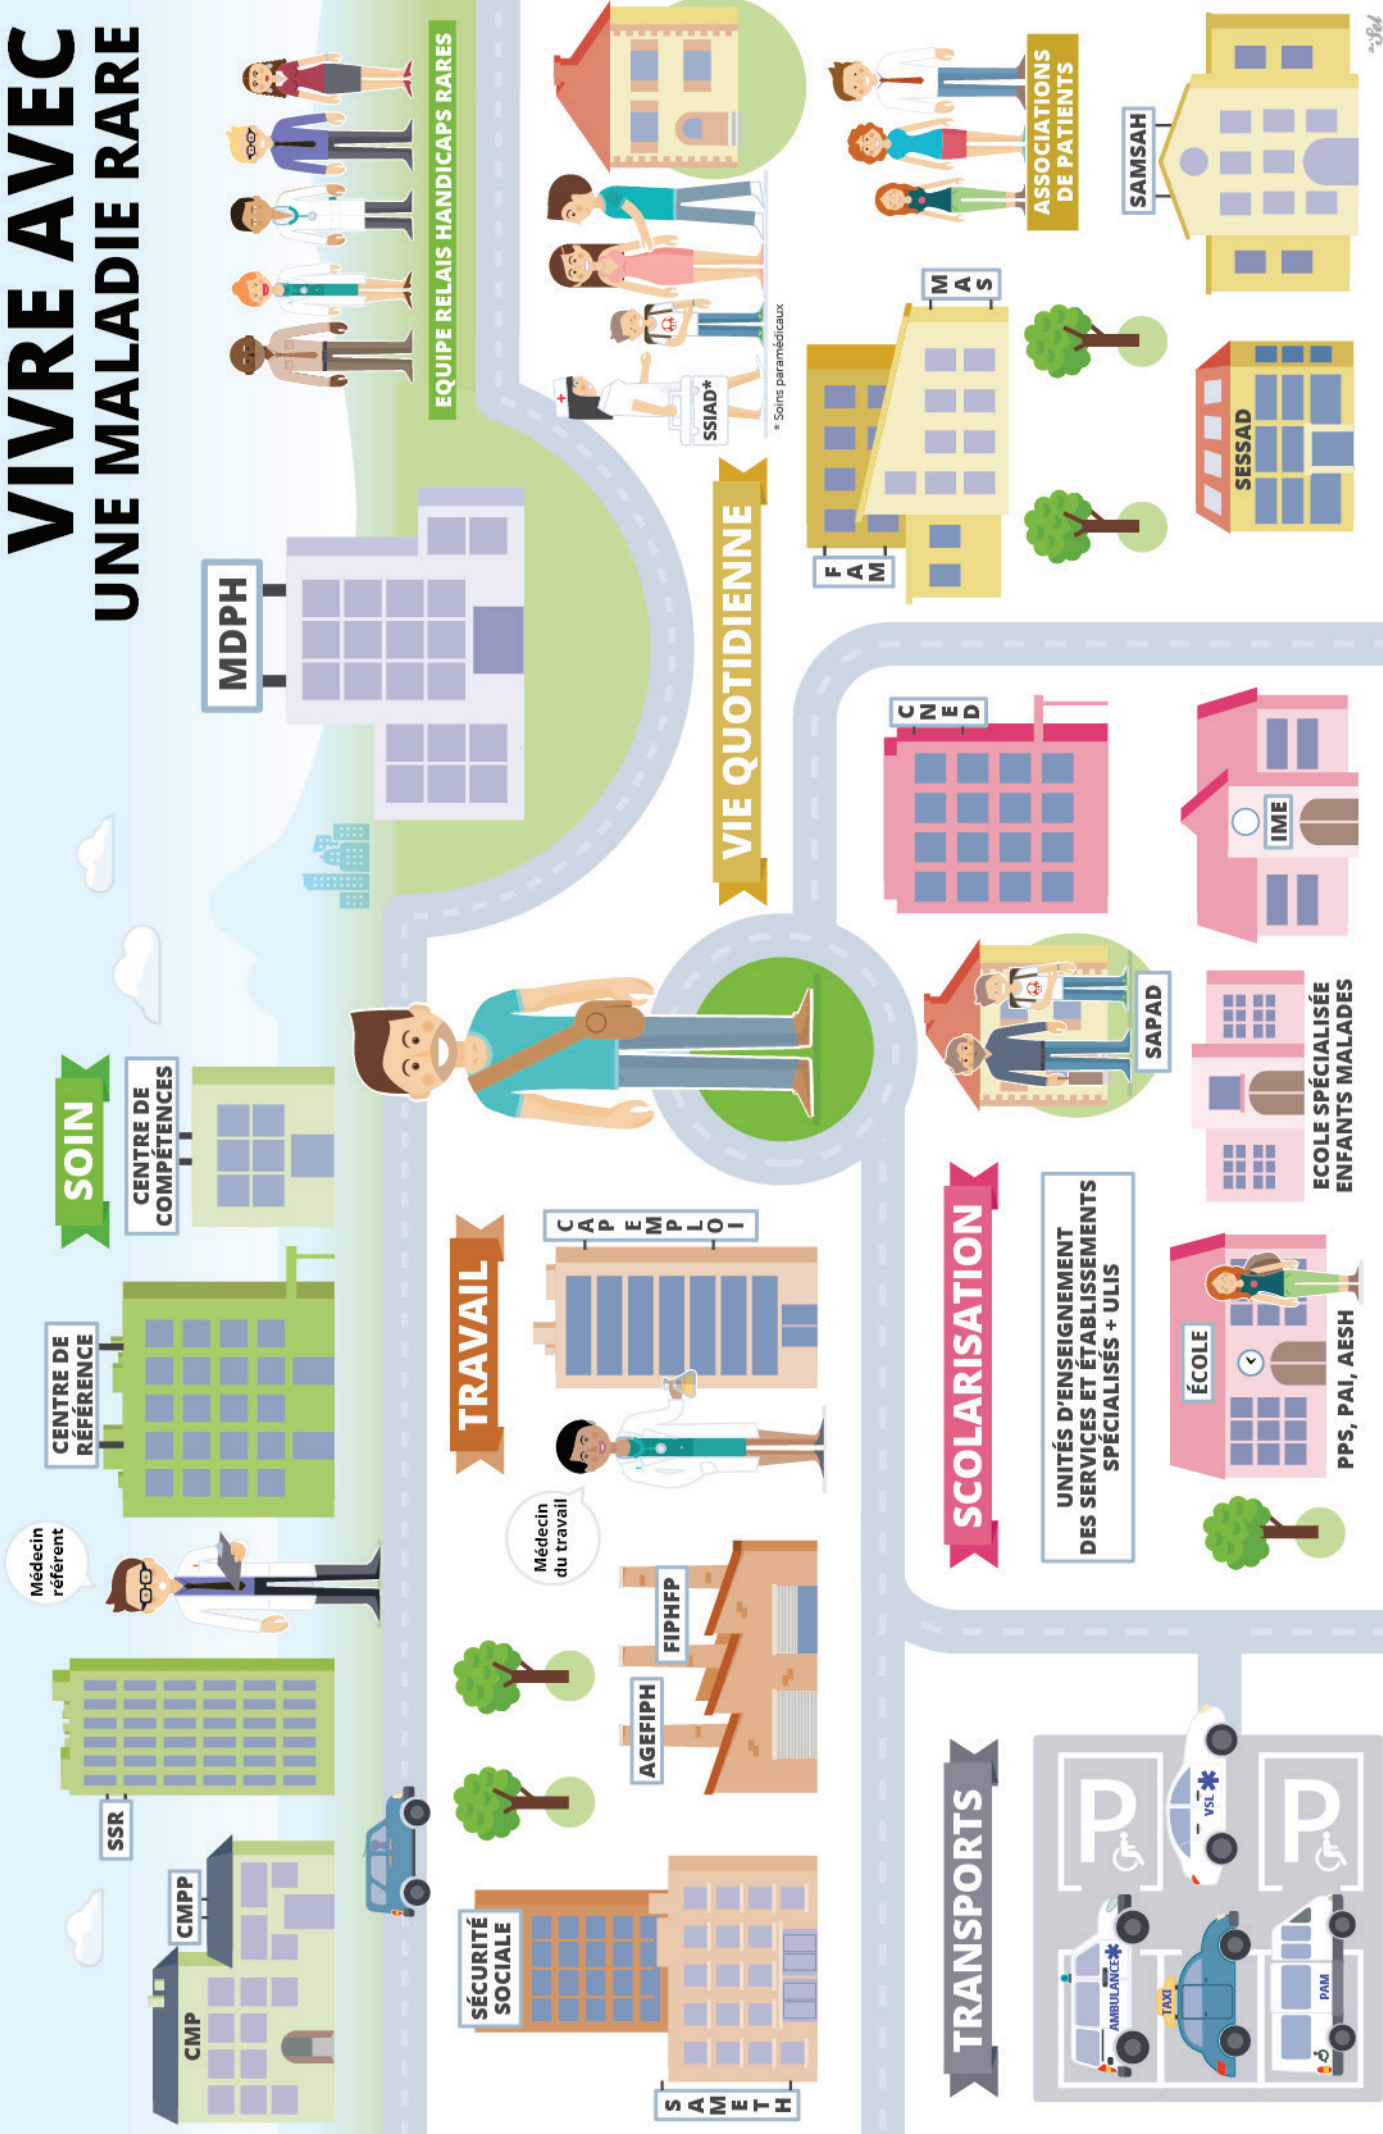 VIVRE AVEC
UNE MALADIE RARE
SOIN
CMP
CMPP
SSR
Médecin
référent
CENTRE DE
RÉFÉRENCE
CENTRE DE
COMPÉTENCES
MDPH
EQUIPE RELAIS HANDICAPS RARES
TRAVAIL
SÉCURITÉ
SOCIALE
SAMETH
AGEFIPH
FIPHFP
Médecin
du travail
CAP EMPLOI
VIE QUOTIDIENNE
SSIAD*
* Soins paramédicaux
FAM
MAS
ASSOCIATIONS
DE PATIENTS
SESSAD
SAMSAH
TRANSPORTS
AMBULANCE
TAXI
PAM
P
VSL
P
SCOLARISATION
UNITÉS D'ENSEIGNEMENT
DES SERVICES ET ÉTABLISSEMENTS
SPÉCIALISÉS + ULIS
SAPAD
CNED
ÉCOLE
PPS, PAI, AESH
ECOLE SPÉCIALISÉE
ENFANTS MALADES
IME